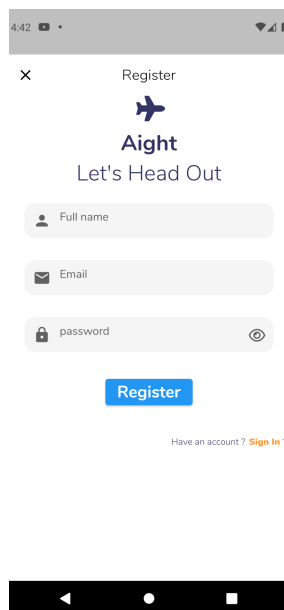 4:42
Register
Aight
Let's Head Out
Full name
Email
password
Register
Have an account ? Sign In ?